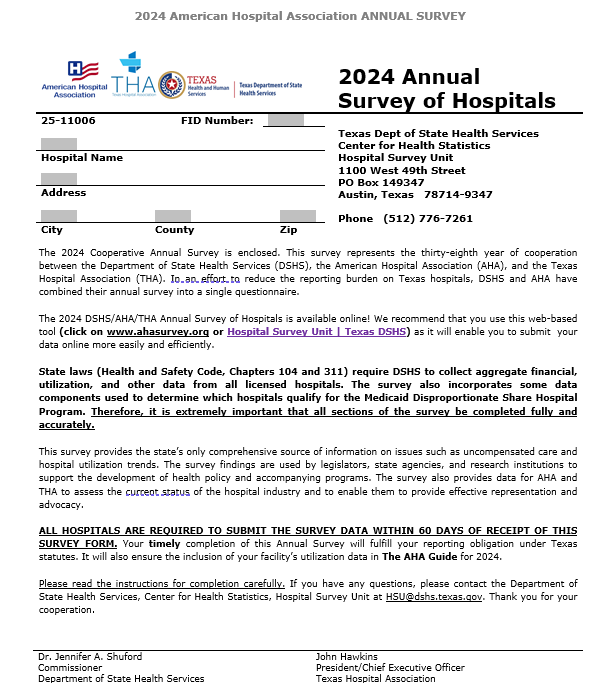 2024 American Hospital Association ANNUAL SURVEY
American Hospital
Association
THA
Texas Hospital Association
TEXAS
Health and Human
Services
Texas Department of State
Health Services
2024 Annual
Survey of Hospitals
25-11006 FID Number:
Hospital Name
Address
City County Zip
Texas Dept of State Health Services
Center for Health Statistics
Hospital Survey Unit
1100 West 49th Street
PO Box 149347
Austin, Texas 78714-9347
Phone (512) 776-7261
The 2024 Cooperative Annual Survey is enclosed. This survey represents the thirty-eighth year of cooperation
between the Department of State Health Services (DSHS), the American Hospital Association (AHA), and the Texas
Hospital Association (THA). In an effort to reduce the reporting burden on Texas hospitals, DSHS and AHA have
combined their annual survey into a single questionnaire.
The 2024 DSHS/AHA/THA Annual Survey of Hospitals is available online! We recommend that you use this web-based
tool (click on www.ahasurvey.org or Hospital Survey Unit | Texas DSHS) as it will enable you to submit your
data online more easily and efficiently.
State laws (Health and Safety Code, Chapters 104 and 311) require DSHS to collect aggregate financial,
utilization, and other data from all licensed hospitals. The survey also incorporates some data
components used to determine which hospitals qualify for the Medicaid Disproportionate Share Hospital
Program. Therefore, it is extremely important that all sections of the survey be completed fully and
accurately.
This survey provides the state's only comprehensive source of information on issues such as uncompensated care and
hospital utilization trends. The survey findings are used by legislators, state agencies, and research institutions to
support the development of health policy and accompanying programs. The survey also provides data for AHA and
THA to assess the current status of the hospital industry and to enable them to provide effective representation and
advocacy.
ALL HOSPITALS ARE REQUIRED TO SUBMIT THE SURVEY DATA WITHIN 60 DAYS OF RECEIPT OF THIS
SURVEY FORM. Your timely completion of this Annual Survey will fulfill your reporting obligation under Texas
statutes. It will also ensure the inclusion of your facility's utilization data in The AHA Guide for 2024.
Please read the instructions for completion carefully. If you have any questions, please contact the Department of
State Health Services, Center for Health Statistics, Hospital Survey Unit at HSU@dshs.texas.gov. Thank you for your
cooperation.
Dr. Jennifer A. Shuford John Hawkins
Commissioner President/Chief Executive Officer
Department of State Health Services Texas Hospital Association